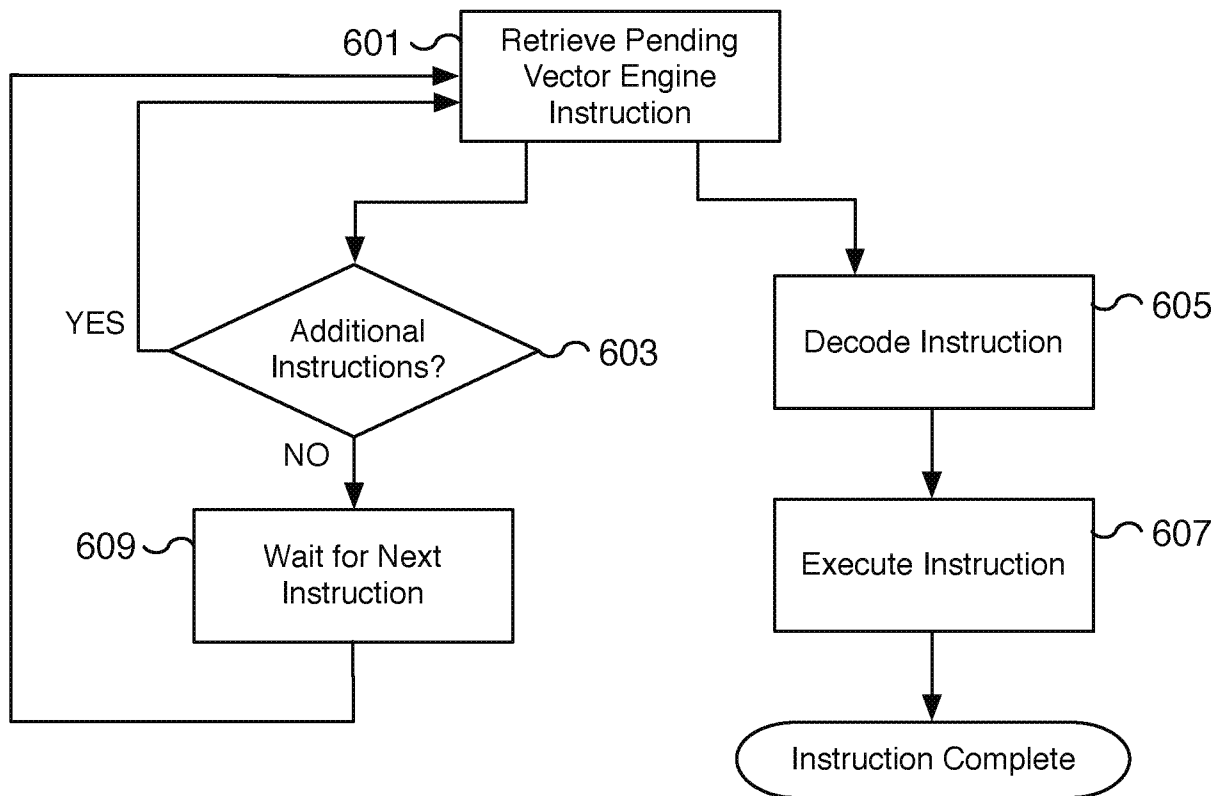 601
Retrieve Pending
Vector Engine
Instruction
YES
Additional
Instructions?
603
Decode Instruction
605
NO
609
Wait for Next
Instruction
Execute Instruction
607
Instruction Complete